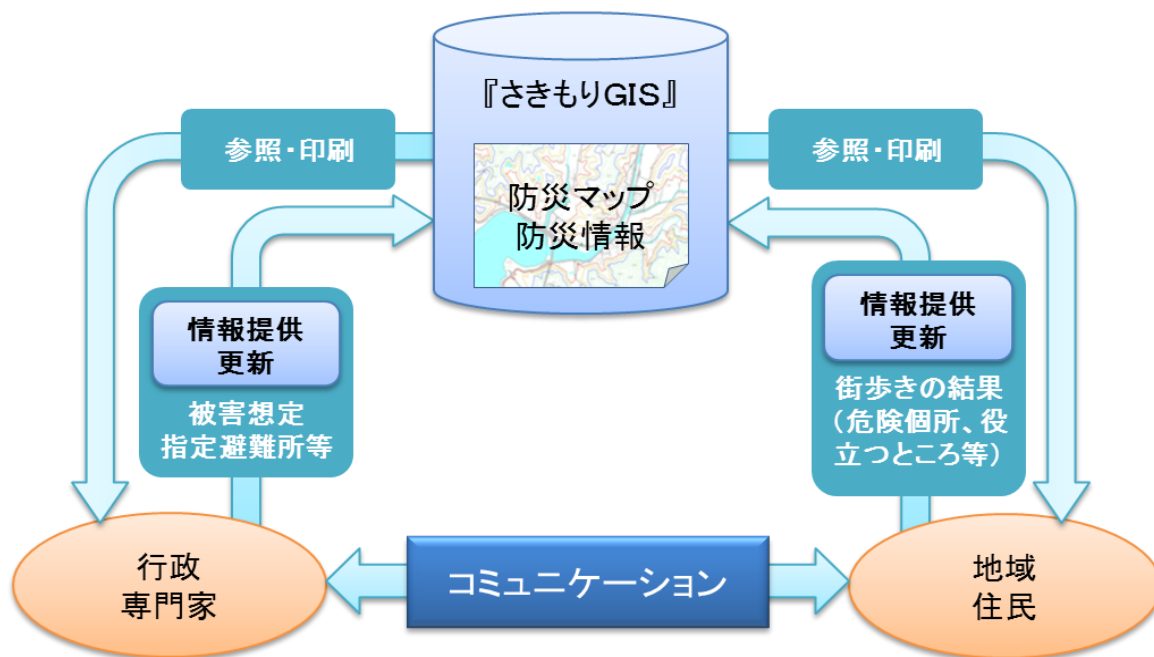 『さきもりGIS』
防災マップ
防災情報
参照・印刷
参照・印刷
情報提供
更新
被害想定
指定避難所等
情報提供
更新
街歩きの結果
（危険個所、役
立つところ等）
行政
専門家
コミュニケーション
地域
住民